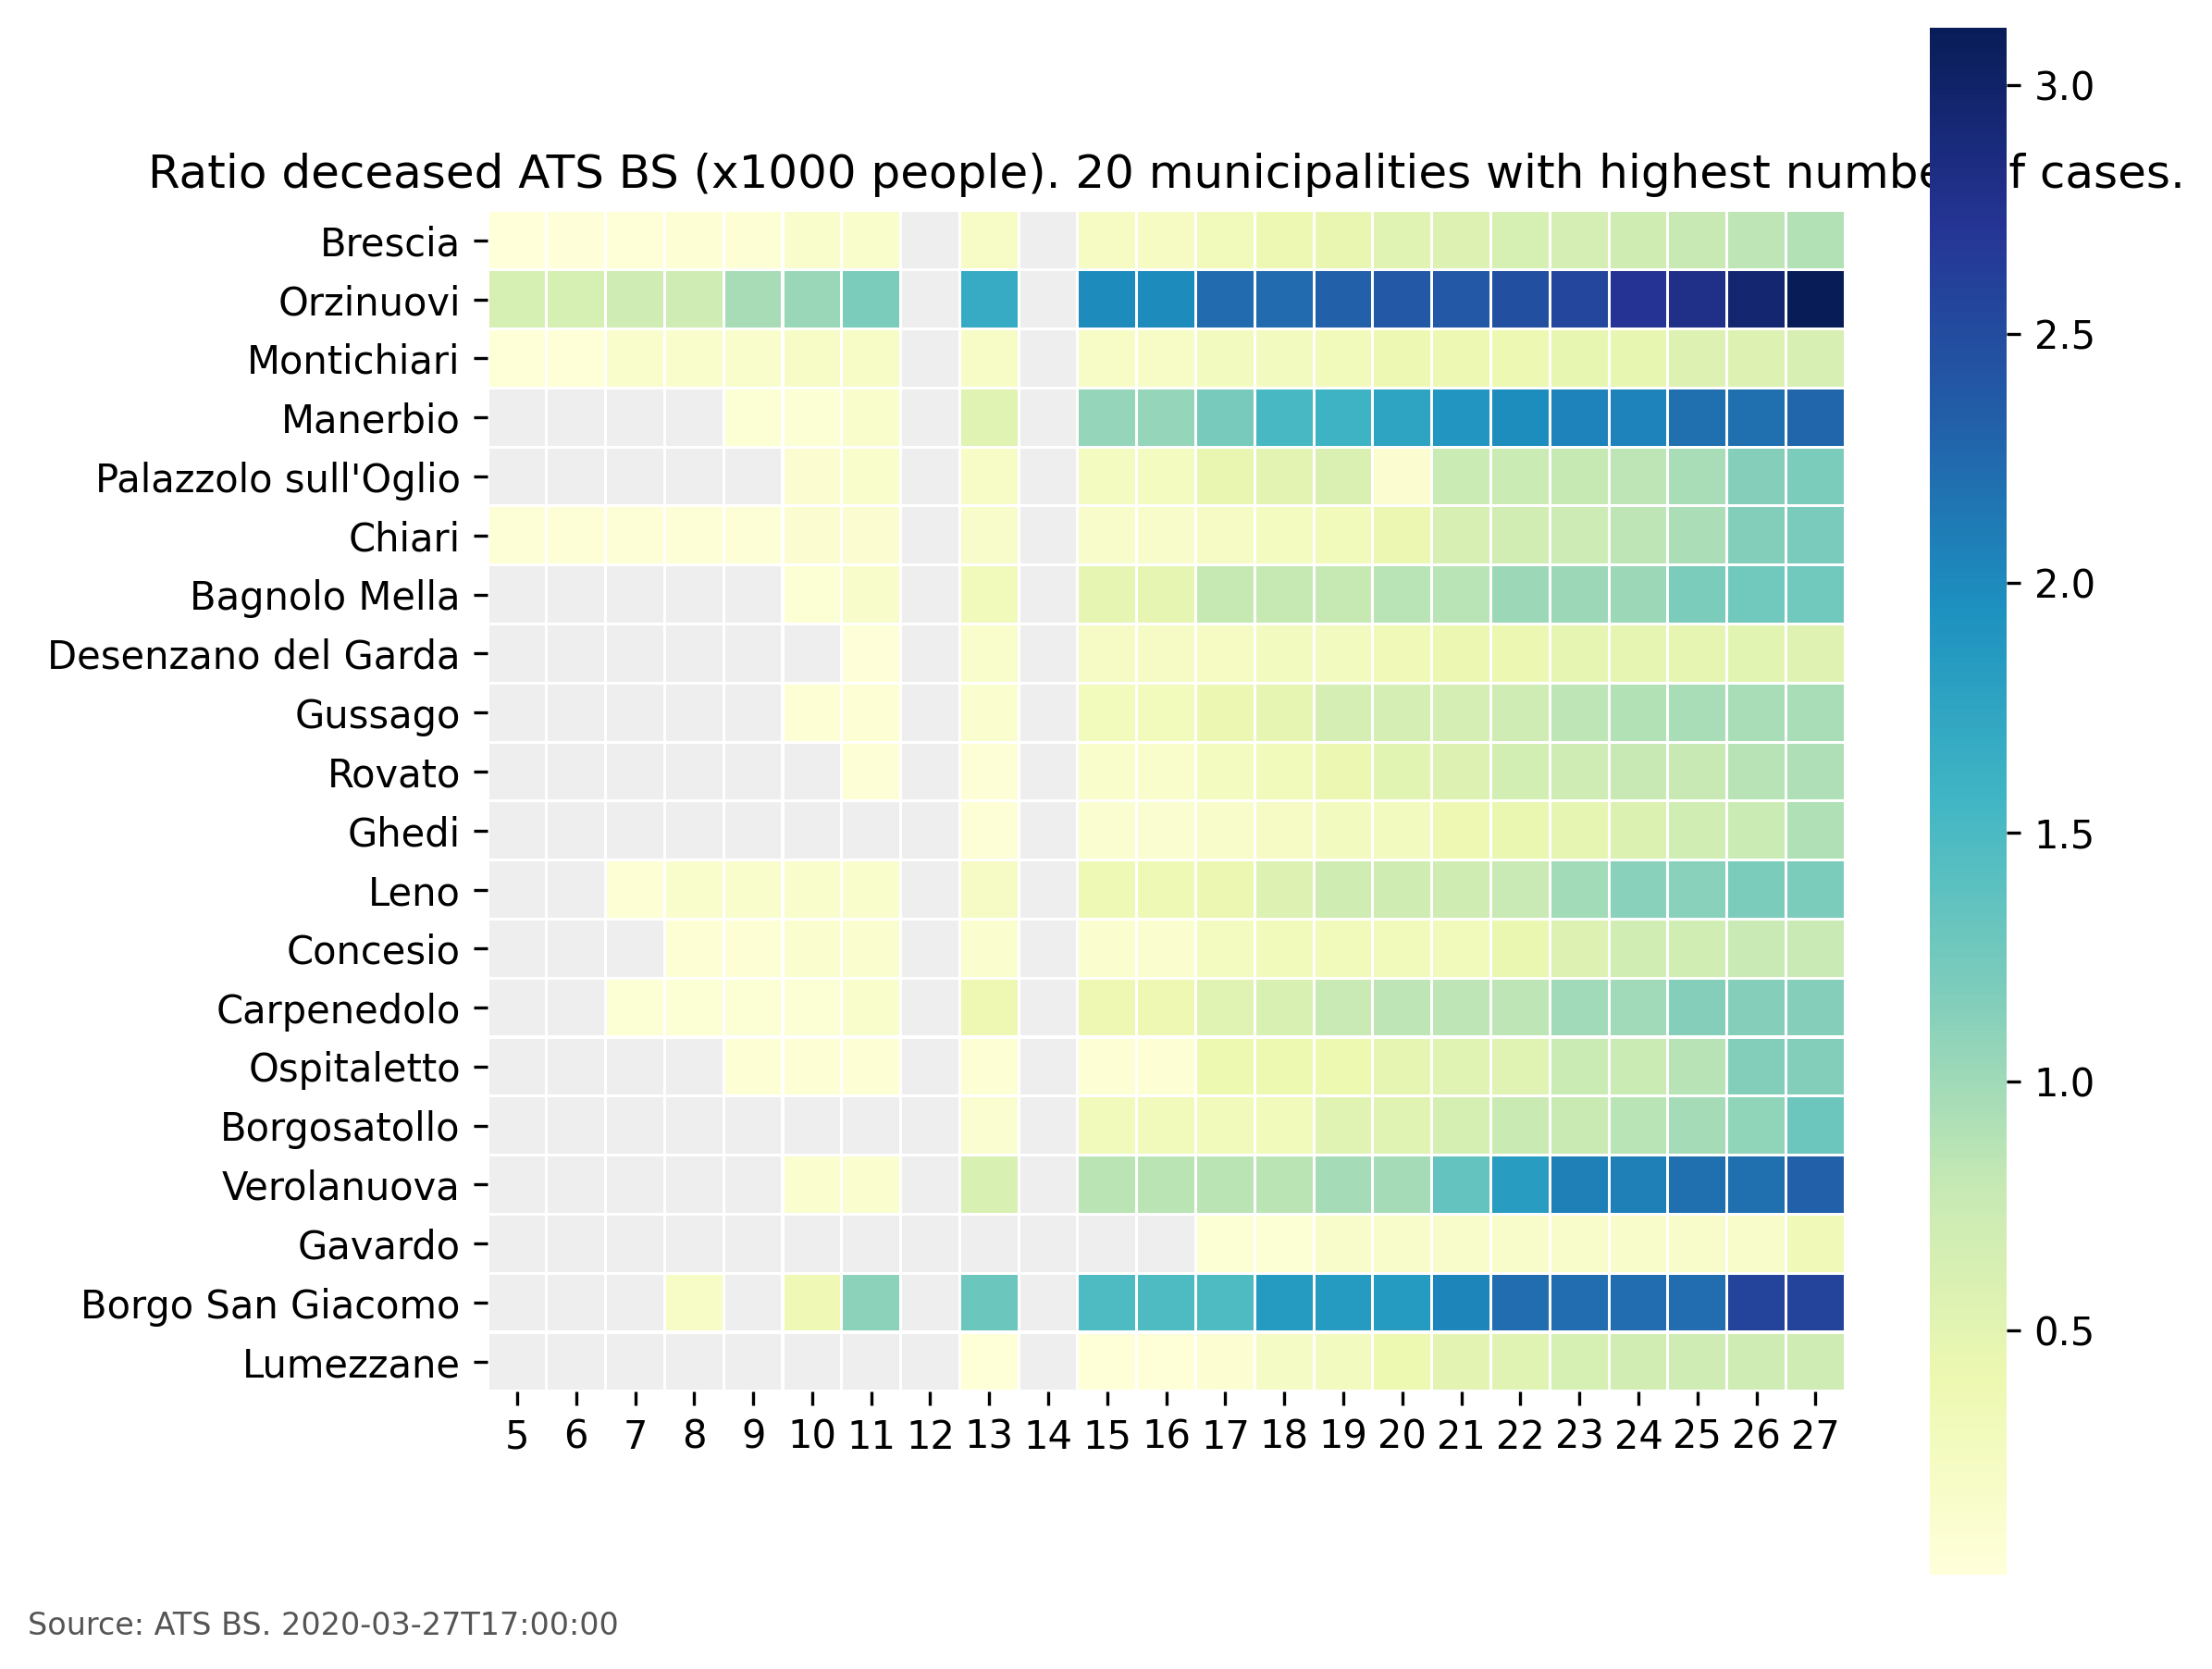 Ratio deceased ATS BS (x1000 people). 20 municipalities with highest number of cases.
Brescia
Orzinuovi
Montichiari
Manerbio
Palazzolo sull'Oglio
Chiari
Bagnolo Mella
Desenzano del Garda
Gussago
Rovato
Ghedi
Leno
Concesio
Carpenedolo
Ospitaletto
Borgosatollo
Verolanuova
Gavardo
Borgo San Giacomo
Lumezzane
5 6 7 8 9 10 11 12 13 14 15 16 17 18 19 20 21 22 23 24 25 26 27
3.0
2.5
2.0
1.5
1.0
0.5
Source: ATS BS. 2020-03-27T17:00:00